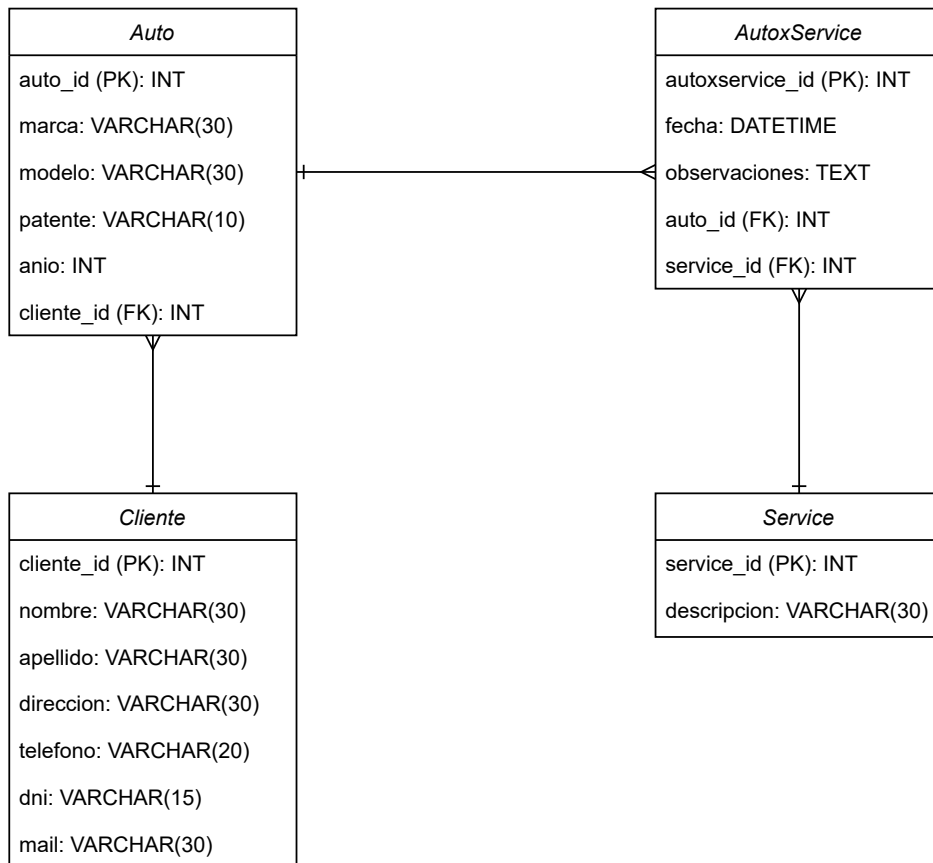 Auto
auto_id (PK): INT
marca: VARCHAR(30)
modelo: VARCHAR(30)
patente: VARCHAR(10)
anio: INT
cliente_id (FK): INT
AutoxService
autoxservice_id (PK): INT
fecha: DATETIME
observaciones: TEXT
auto_id (FK): INT
service_id (FK): INT
Cliente
cliente_id (PK): INT
nombre: VARCHAR(30)
apellido: VARCHAR(30)
direccion: VARCHAR(30)
telefono: VARCHAR(20)
dni: VARCHAR(15)
mail: VARCHAR(30)
Service
service_id (PK): INT
descripcion: VARCHAR(30)